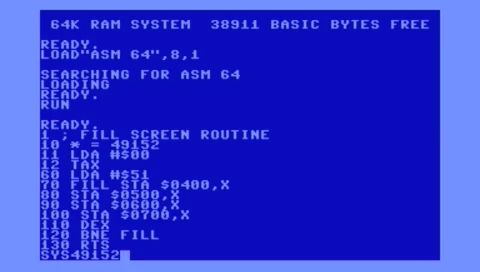 64K RAM SYSTEM 38911 BASIC BYTES FREE
READY.
LOAD"ASM 64",8,1
SEARCHING FOR ASM 64
LOADING
READY.
RUN
READY.
1 ; FILL SCREEN ROUTINE
10 * = 49152
11 LDA #$00
12 TAX
60 LDA #$51
70 FILL STA $0400,X
80 STA $0500,X
90 STA $0600,X
100 STA $0700,X
110 DEX
120 BNE FILL
130 RTS
SYS49152